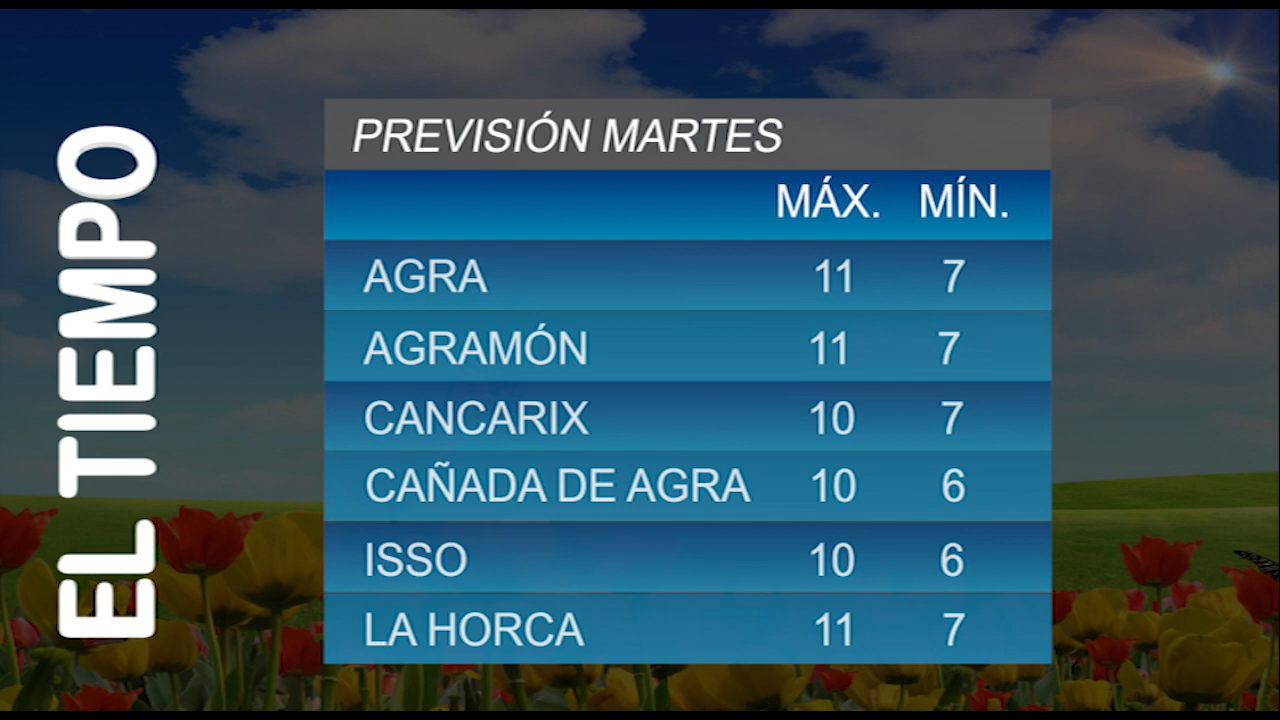 EL TIEMPO
PREVISIÓN MARTES
MÁX. MÍN.
AGRA 11 7
AGRAMÓN 11 7
CANCARIX 10 7
CAÑADA DE AGRA 10 6
ISSO 10 6
LA HORCA 11 7